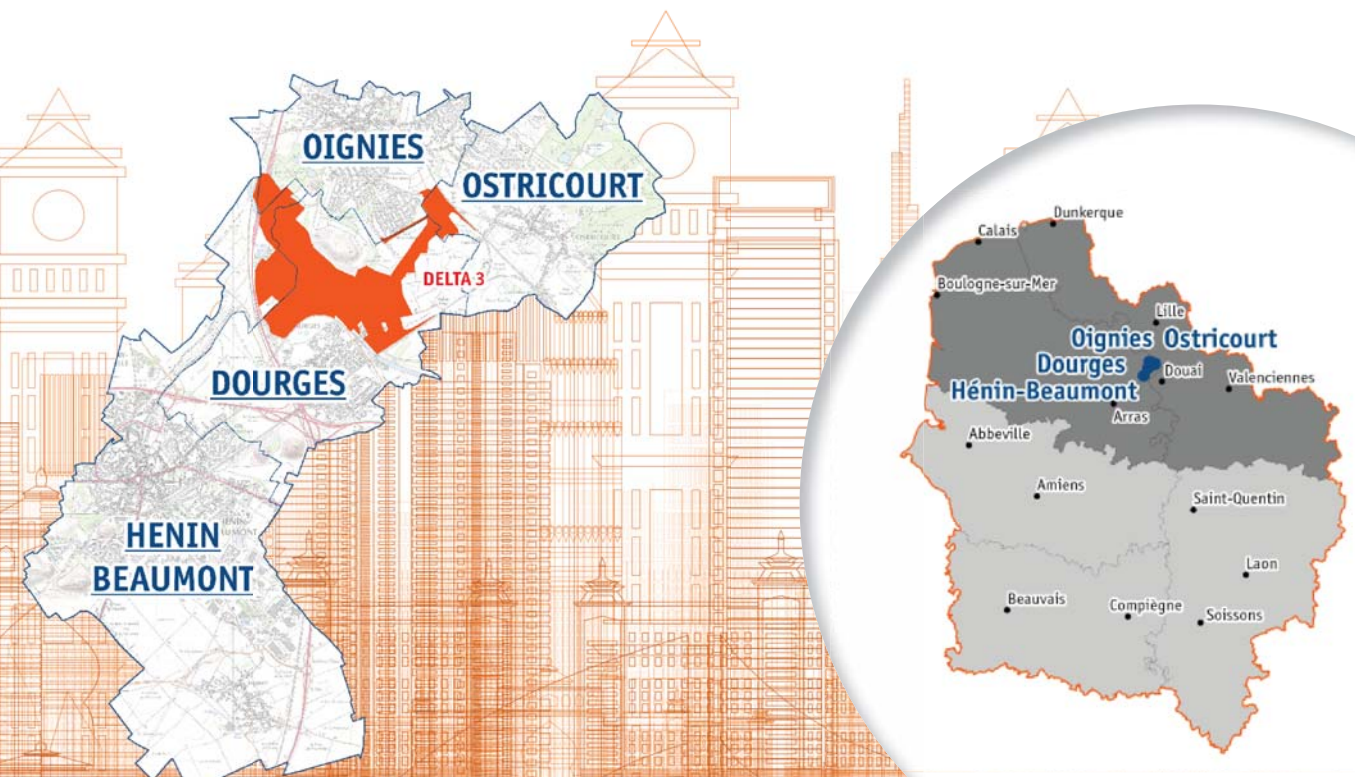 OIGNIES
OSTRICOURT
DELTA 3
DOURGES
HENIN
BEAUMONT
Dunkerque
Calais
Boulogne-sur-Mer
Lille
Oignies Ostricourt
Dourges
Douai
Valenciennes
Hénin-Beaumont
Arras
Abbeville
Amiens
Saint-Quentin
Laon
Beauvais
Compiègne
Soissons